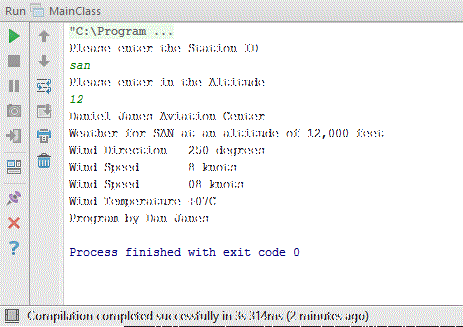 Run MainClass
"C:\Program ...
Please enter the Station ID
san
Please enter in the Altitude
12
Daniel James Aviation Center
Weather for SAN at an altitude of 12,000 feet
Wind Direction 250 degrees
Wind Speed 8 knots
Wind Speed 08 knots
Wind Temperature +07C
Program by Dan James
Process finished with exit code 0
Compilation completed successfully in 3s 314ms (2 minutes ago)